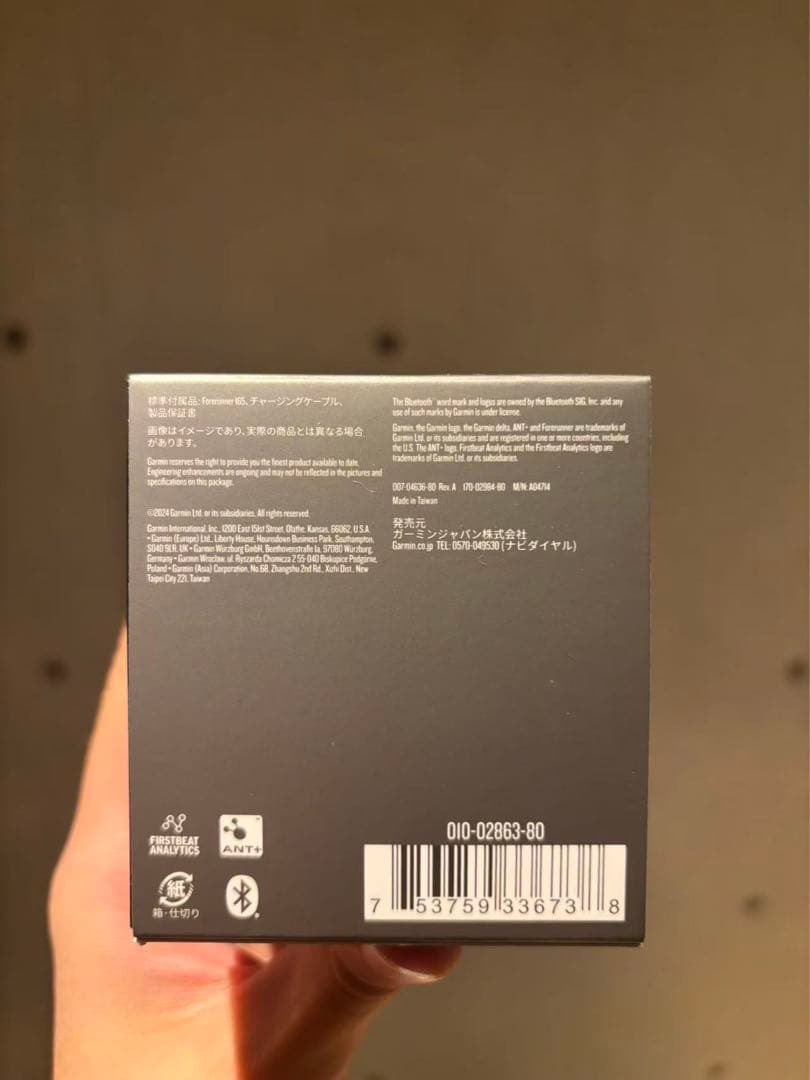 標準付属品: Forerunner 165、チャージングケーブル、
製品保証書
画像はイメージであり、実際の商品とは異なる場合
があります。
Garmin reserves the right to provide you the finest product available to date.
Engineering enhancements are ongoing and may not be reflected in the pictures and
specifications on this package.
©2024 Garmin Ltd. or its subsidiaries. All rights reserved.
Garmin International, Inc., 1200 East 151st Street, Olathe, Kansas, 66062, U.S.A.
• Garmin (Europe) Ltd., Liberty House, Hounsdown Business Park, Southampton,
SO40 9LR, UK • Garmin Würzburg GmbH, Beethovenstraße 1a, 97080 Würzburg,
Germany • Garmin Wrocław, ul. Ryszarda Chomicza 2 55-040 Biskupice Podgórne,
Poland • Garmin (Asia) Corporation, No.68, Zhangshu 2nd Rd., Xizhi Dist., New
Taipei City 221, Taiwan
The Bluetooth® word mark and logos are owned by the Bluetooth SIG, Inc. and any
use of such marks by Garmin is under license.
Garmin, the Garmin logo, the Garmin delta, ANT+ and Forerunner are trademarks of
Garmin Ltd. or its subsidiaries and are registered in one or more countries, including
the U.S. The ANT+ logo, Firstbeat Analytics and the Firstbeat Analytics logo are
trademarks of Garmin Ltd. or its subsidiaries.
007-04636-80 Rev. A 170-02984-80 M/N: A04714
Made in Taiwan
発売元
ガーミンジャパン株式会社
Garmin.co.jp TEL: 0570-049530 (ナビダイヤル)
FIRSTBEAT
ANALYTICS
ANT+
紙
箱・仕切り
010-02863-80
7 53759 33673 8